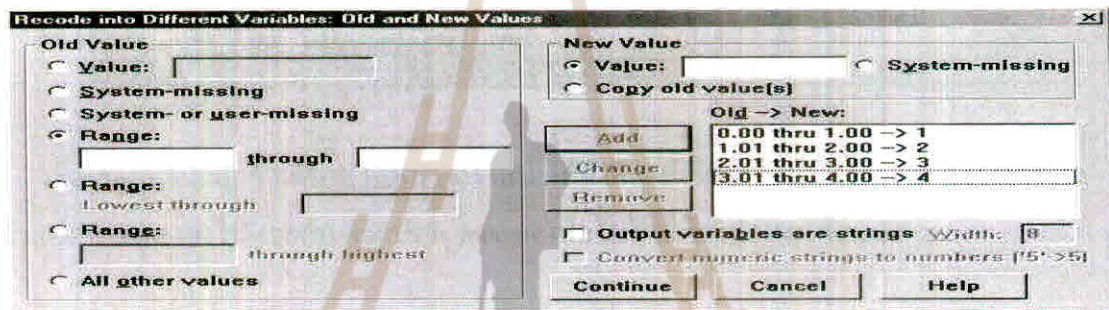 Recode into Different Variables: Old and New Values
Old Value
Value:
System-missing
System- or user-missing
Range:
through
Range:
Lowest through
Range:
through highest
All other values
New Value
Value:
System-missing
Copy old value(s)
Old --> New:
0.00 thru 1.00 --> 1
1.01 thru 2.00 --> 2
2.01 thru 3.00 --> 3
3.01 thru 4.00 --> 4
Add
Change
Remove
Output variables are strings Width: 8
Convert numeric strings to numbers ('5'->5)
Continue Cancel Help